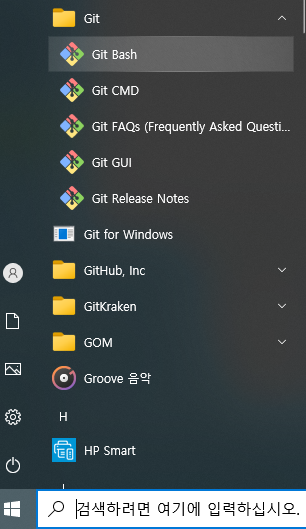 Git
Git Bash
Git CMD
Git FAQs (Frequently Asked Questi...
Git GUI
Git Release Notes
Git for Windows
GitHub, Inc
GitKraken
GOM
Groove 음악
H
HP Smart
검색하려면 여기에 입력하십시오.